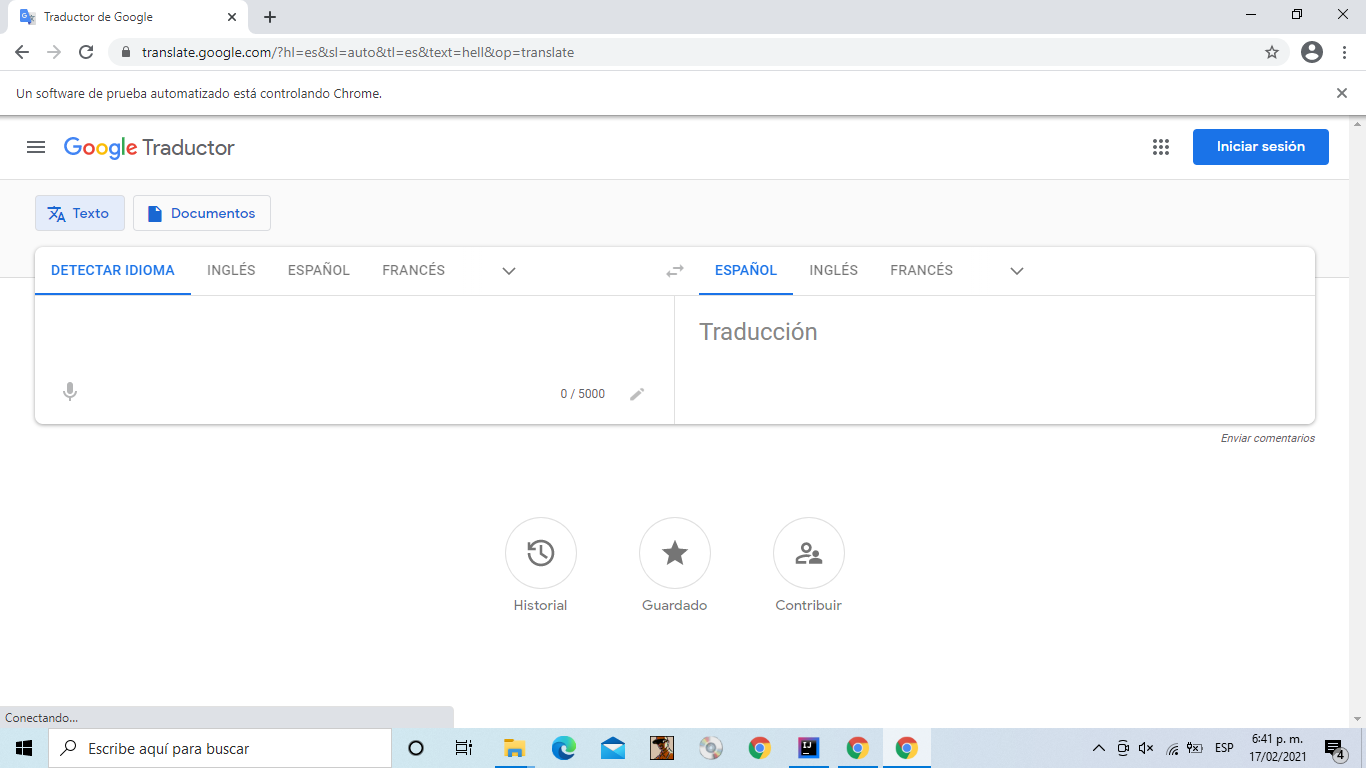 Traductor de Google
translate.google.com/?hl=es&sl=auto&tl=es&text=hell&op=translate
Un software de prueba automatizado está controlando Chrome.
Google Traductor
Iniciar sesión
Texto
Documentos
DETECTAR IDIOMA INGLÉS ESPAÑOL FRANCÉS
ESPAÑOL INGLÉS FRANCÉS
Traducción
0 / 5000
Enviar comentarios
Historial
Guardado
Contribuir
Conectando...
Escribe aquí para buscar
IJ
ESP
6:41 p. m.
17/02/2021
4